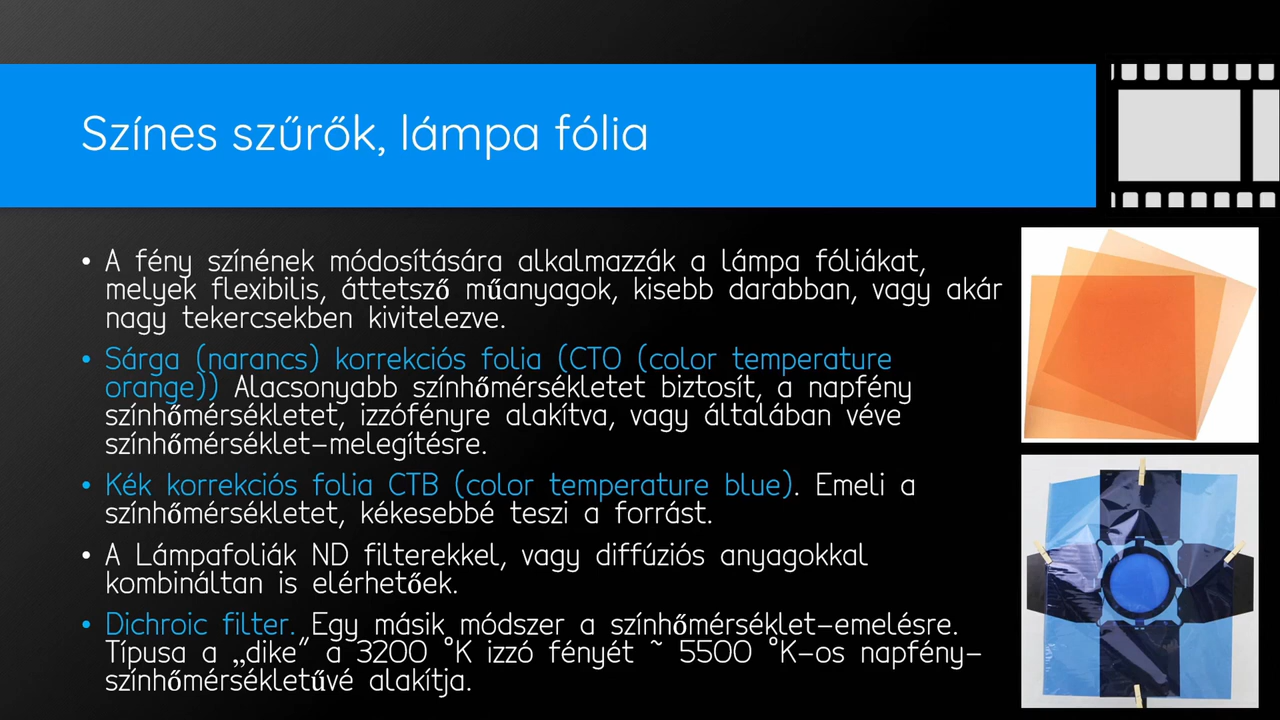 Színes szűrők, lámpa fólia
• A fény színének módosítására alkalmazzák a lámpa fóliákat,
melyek flexibilis, áttetsző műanyagok, kisebb darabban, vagy akár
nagy tekercsekben kivitelezve.
• Sárga (narancs) korrekciós folia (CTO (color temperature
orange)) Alacsonyabb színhőmérsékletet biztosít, a napfény
színhőmérsékletet, izzófényre alakítva, vagy általában véve
színhőmérséklet-melegítésre.
• Kék korrekciós folia CTB (color temperature blue). Emeli a
színhőmérsékletet, kékesebbé teszi a forrást.
• A Lámpafoliák ND filterekkel, vagy diffúziós anyagokkal
kombináltan is elérhetőek.
• Dichroic filter. Egy másik módszer a színhőmérséklet-emelésre.
Típusa a „dike” a 3200 °K izzó fényét ~ 5500 °K-os napfény-
színhőmérsékletűvé alakítja.